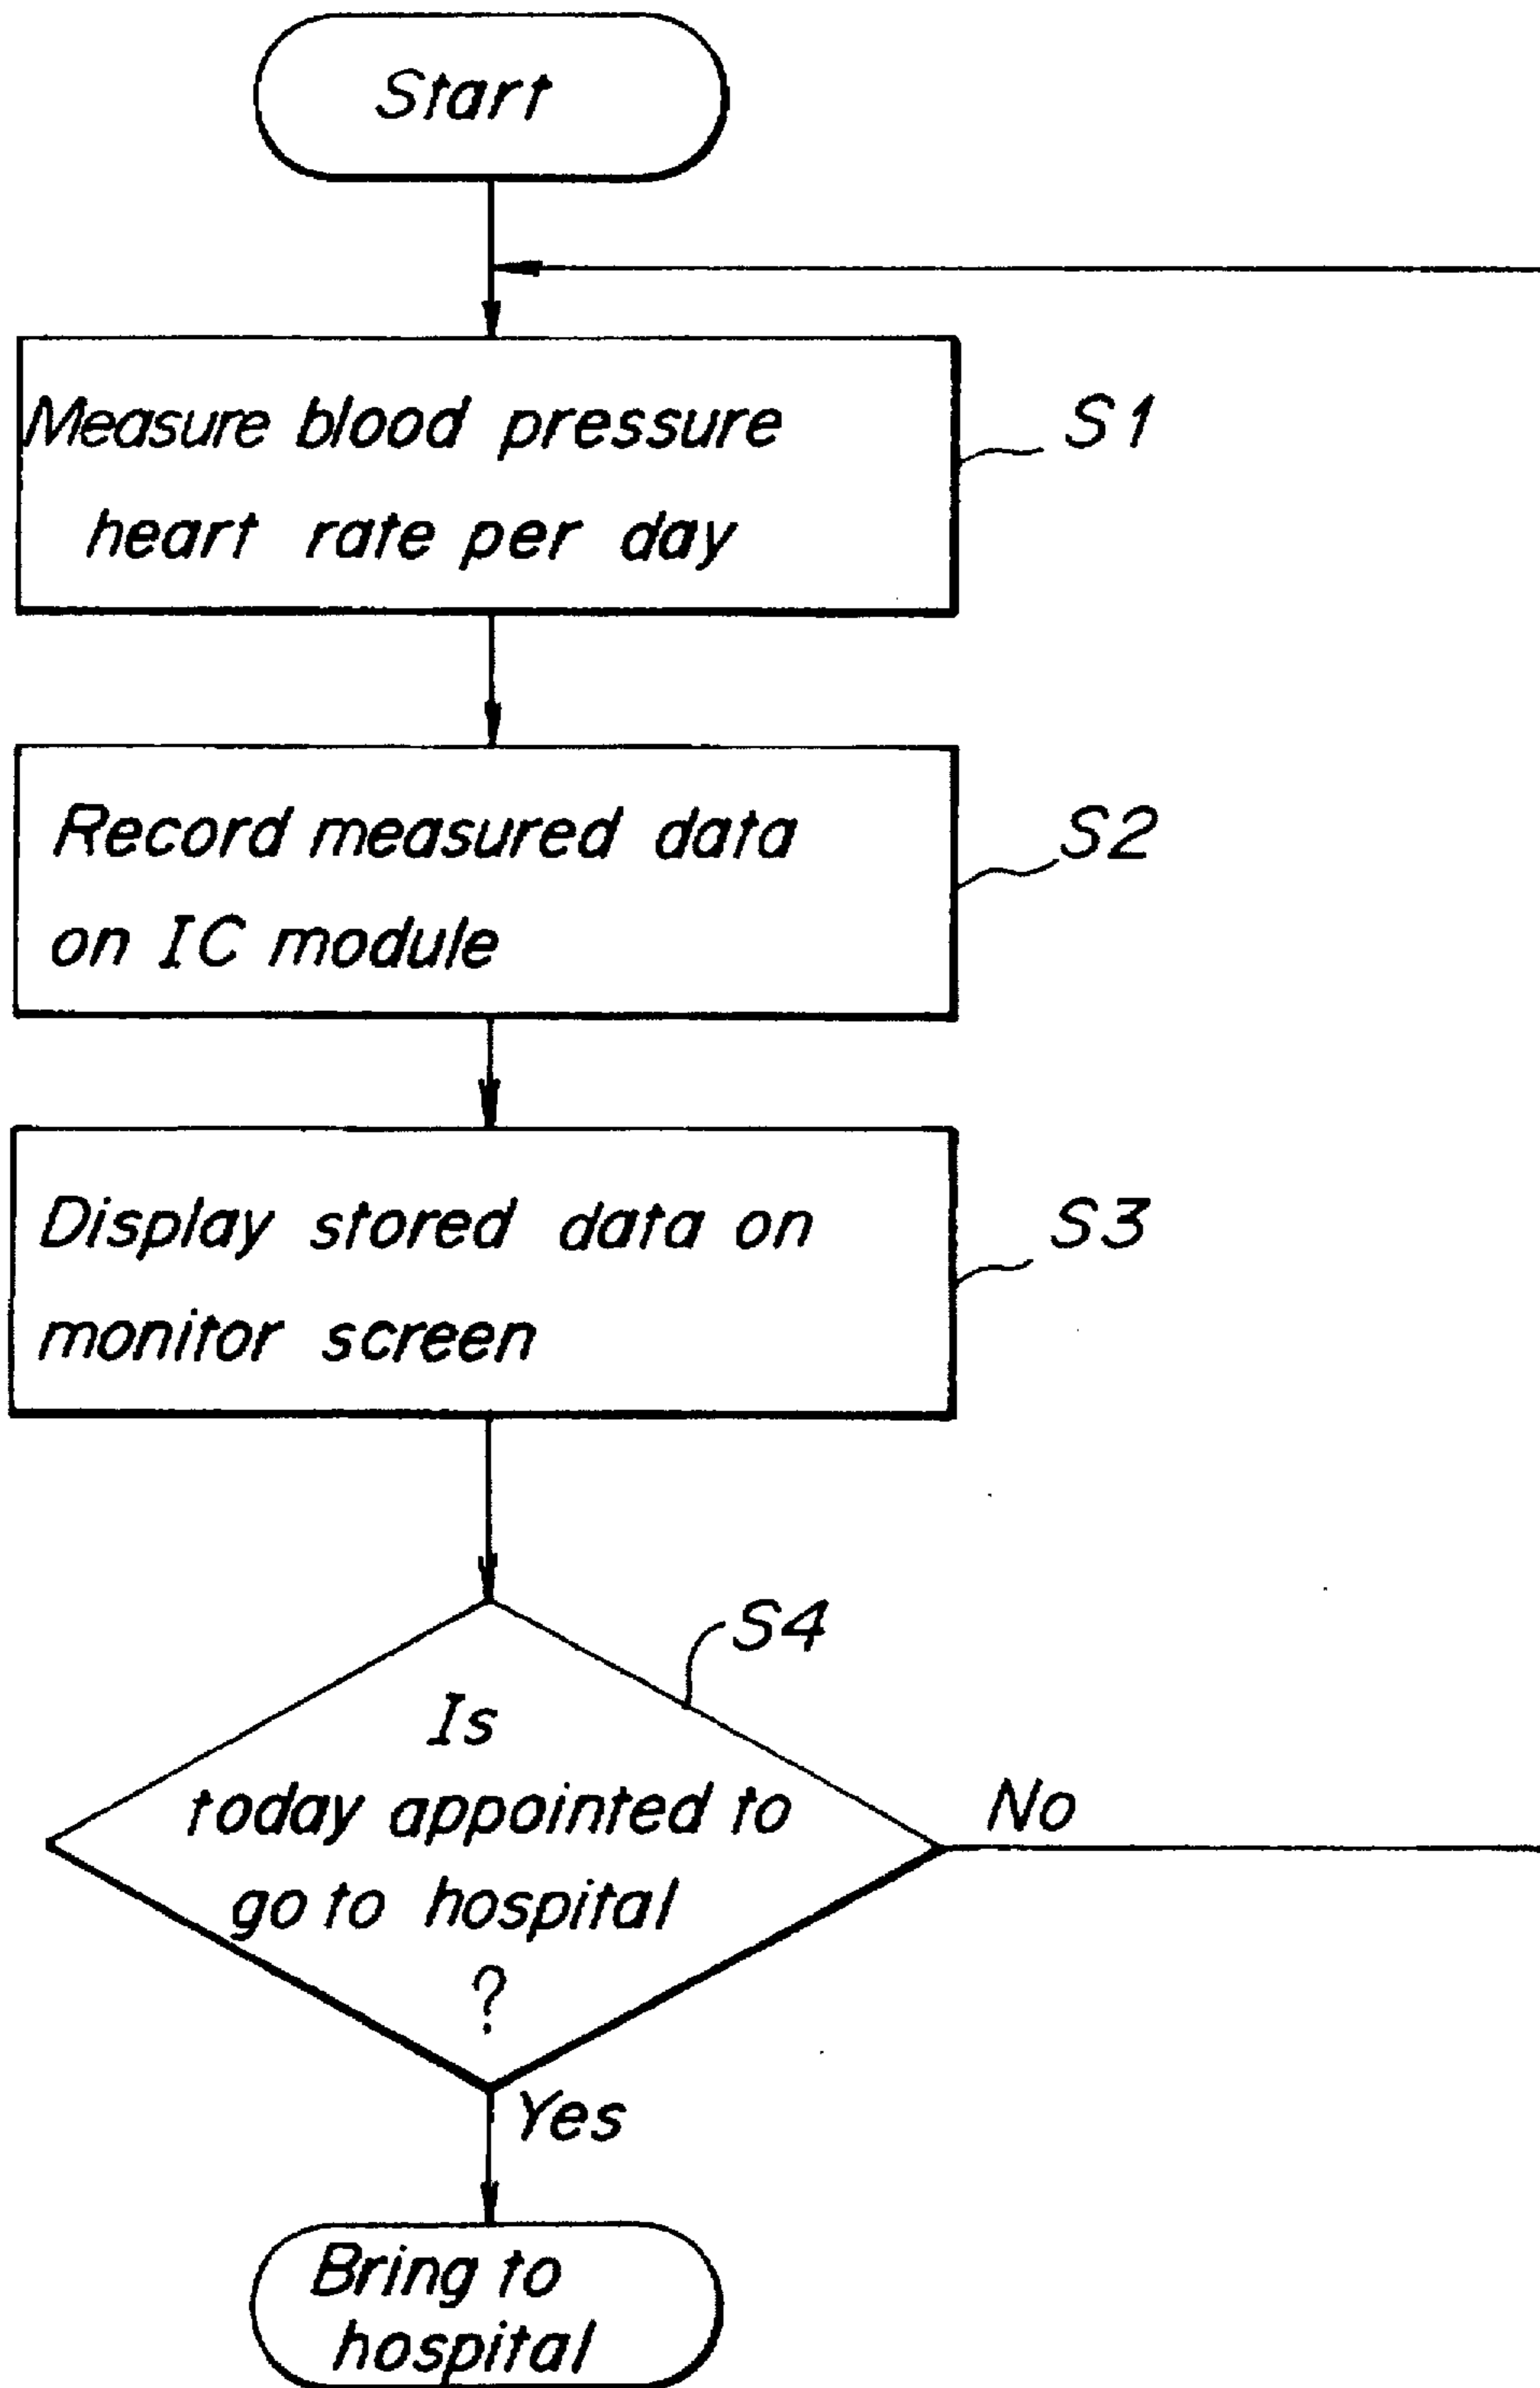 Start
Measure blood pressure
heart rate per day
S1
Record measured data
on IC module
S2
Display stored data on
monitor screen
S3
S4
Is
today appointed to
go to hospital
?
No
Yes
Bring to
hospital